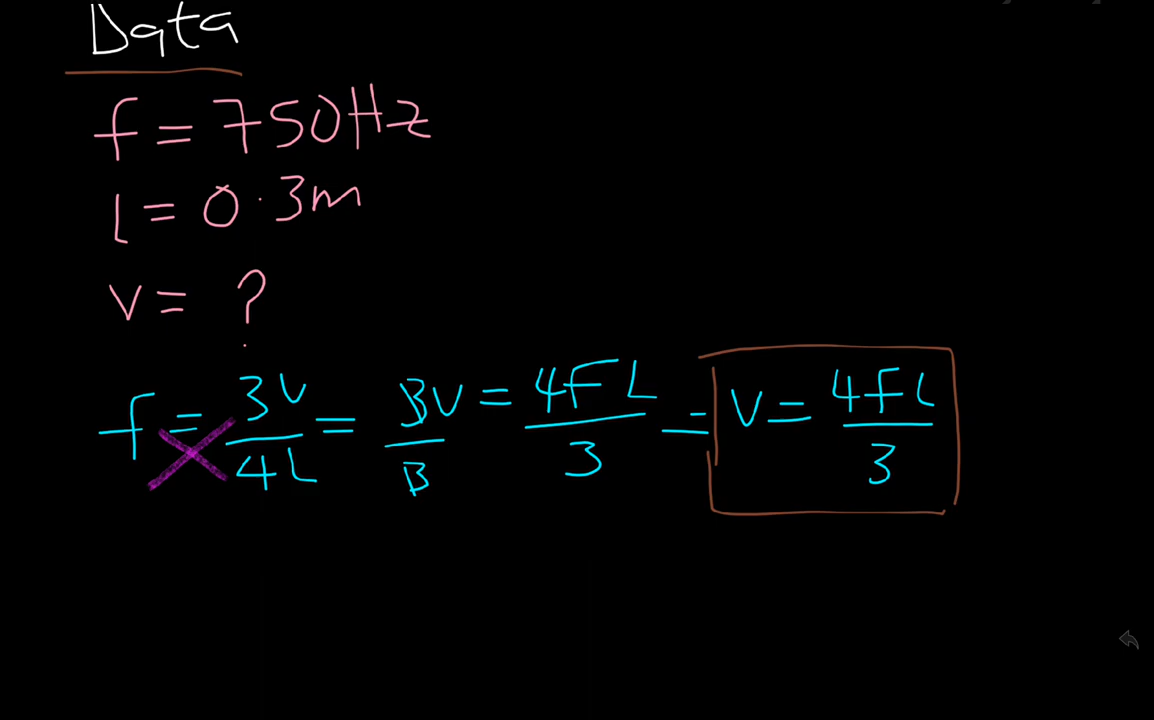 Data
f = 750Hz
l = 0.3m
v = ?
f = 3v/4L = 3v/3 = 4FL/3 = V = 4FL/3